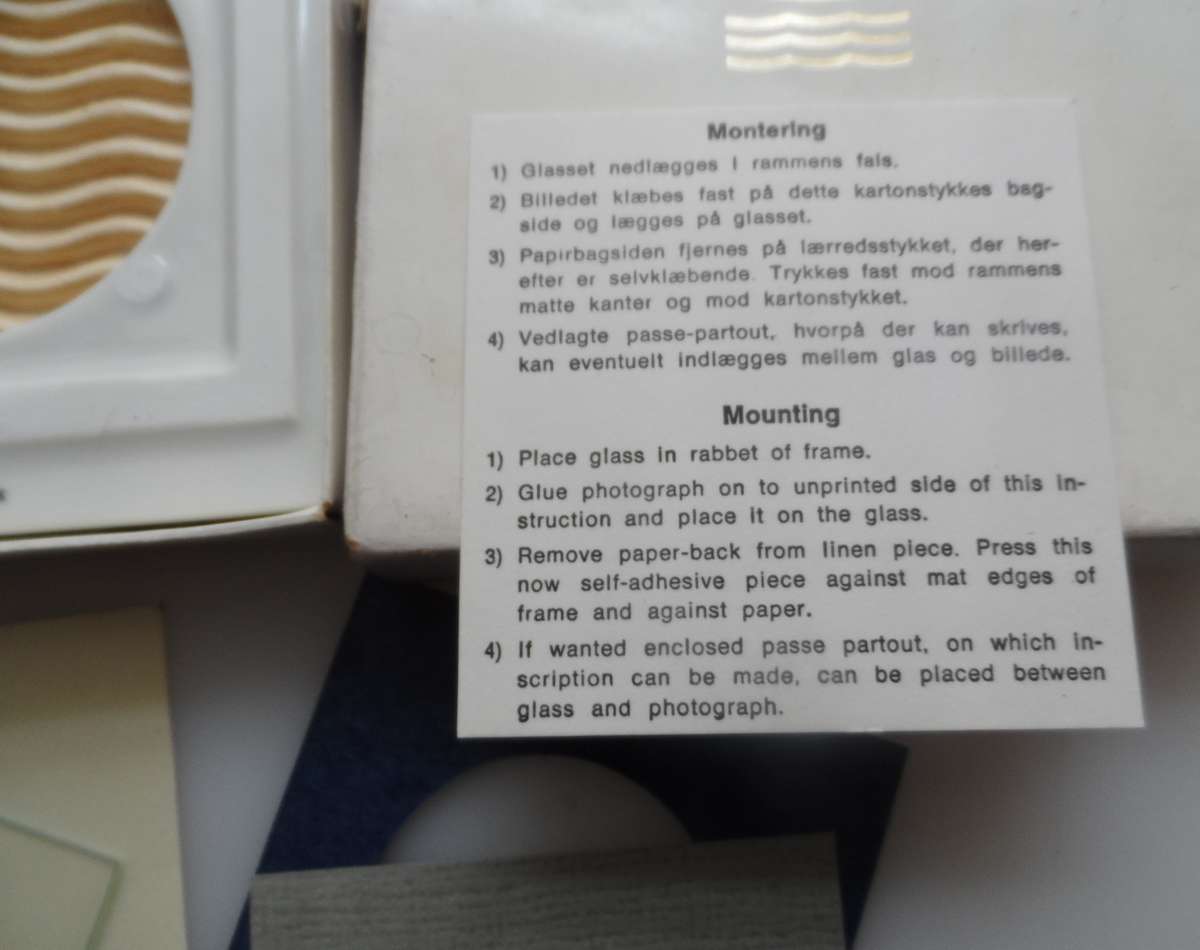 Montering
1) Glasset nedlægges i rammens fals.
2) Billedet klæbes fast på dette kartonstykkes bag-
side og lægges på glasset.
3) Papirbagsiden fjernes på lærredsstykket, der her-
efter er selvklæbende. Trykkes fast mod rammens
matte kanter og mod kartonstykket.
4) Vedlagte passe-partout, hvorpå der kan skrives,
kan eventuelt indlægges mellem glas og billede.
Mounting
1) Place glass in rabbet of frame.
2) Glue photograph on to unprinted side of this in-
struction and place it on the glass.
3) Remove paper-back from linen piece. Press this
now self-adhesive piece against mat edges of
frame and against paper.
4) If wanted enclosed passe partout, on which in-
scription can be made, can be placed between
glass and photograph.